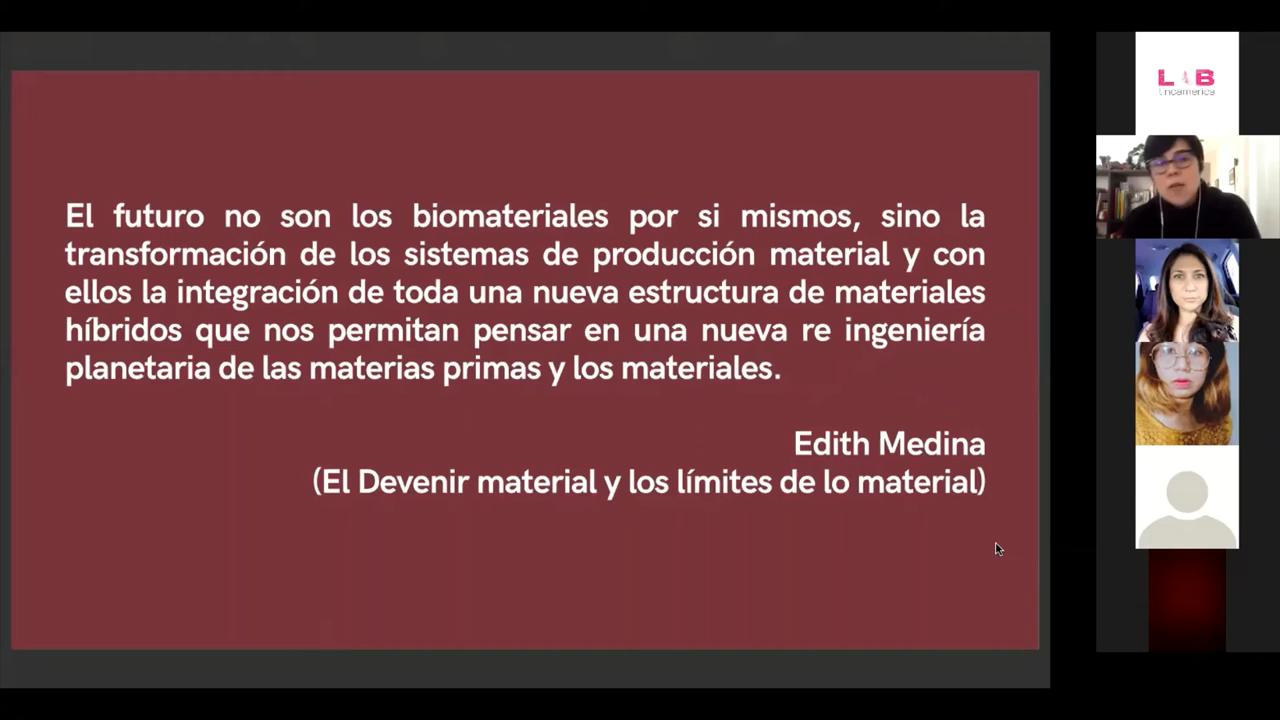 El futuro no son los biomateriales por si mismos, sino la
transformación de los sistemas de producción material y con
ellos la integración de toda una nueva estructura de materiales
híbridos que nos permitan pensar en una nueva re ingeniería
planetaria de las materias primas y los materiales.
Edith Medina
(El Devenir material y los límites de lo material)
LAB
lincamerica